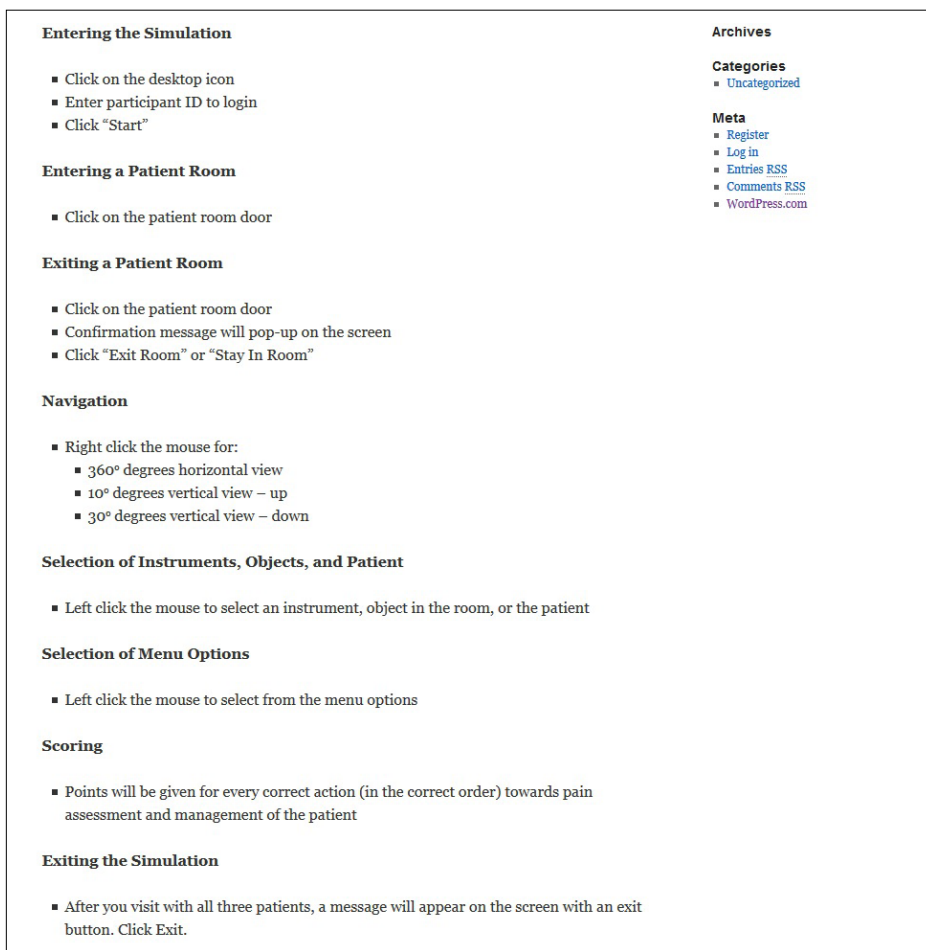 Entering the Simulation
Click on the desktop icon
Enter participant ID to login
Click “Start”
Entering a Patient Room
Click on the patient room door
Exiting a Patient Room
Click on the patient room door
Confirmation message will pop-up on the screen
Click “Exit Room” or “Stay In Room”
Navigation
Right click the mouse for:
360° degrees horizontal view
10° degrees vertical view – up
30° degrees vertical view – down
Selection of Instruments, Objects, and Patient
Left click the mouse to select an instrument, object in the room, or the patient
Selection of Menu Options
Left click the mouse to select from the menu options
Scoring
Points will be given for every correct action (in the correct order) towards pain
assessment and management of the patient
Exiting the Simulation
After you visit with all three patients, a message will appear on the screen with an exit
button. Click Exit.
Archives
Categories
Uncategorized
Meta
Register
Log in
Entries RSS
Comments RSS
WordPress.com